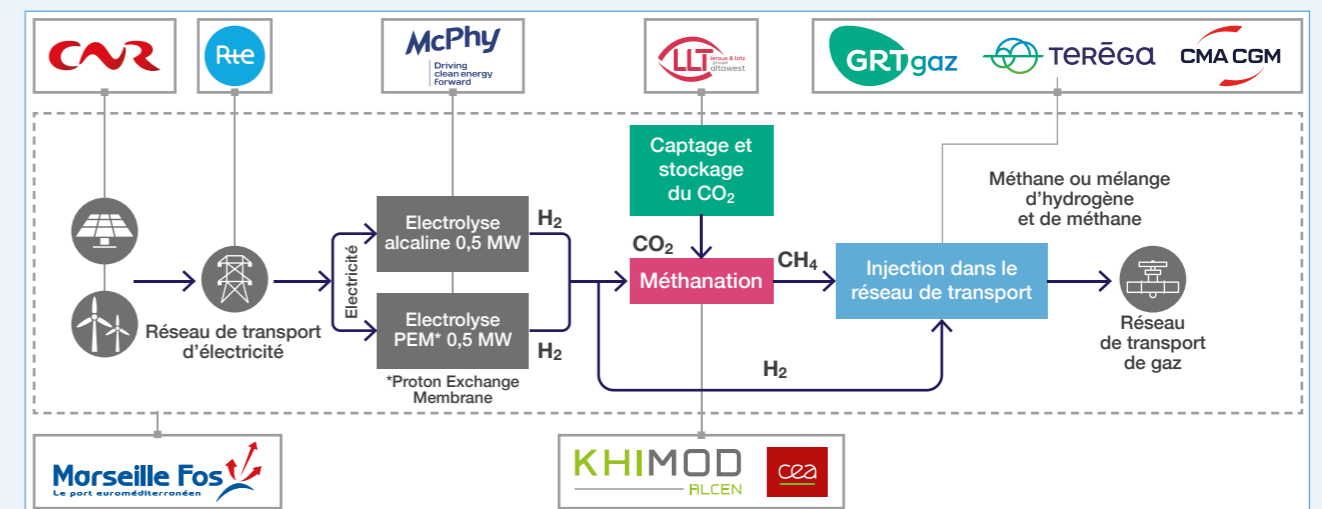 CNR
Rte
McPhy
Driving
clean energy
forward
LLT
leroux & lotz
groupe
altawest
GRTgaz
TERĒGA
CMA CGM
Captage et
stockage
du CO₂
Méthane ou mélange
d’hydrogène
et de méthane
Electrolyse
alcaline 0,5 MW
H₂
Electricité
CO₂
Méthanation
CH₄
Injection dans le
réseau de transport
Réseau de transport
d’électricité
Electrolyse
PEM* 0,5 MW
H₂
*Proton Exchange
Membrane
H₂
Réseau
de transport
de gaz
Marseille Fos
Le port euroméditerranéen
KHIMOD
ALCEN
cea